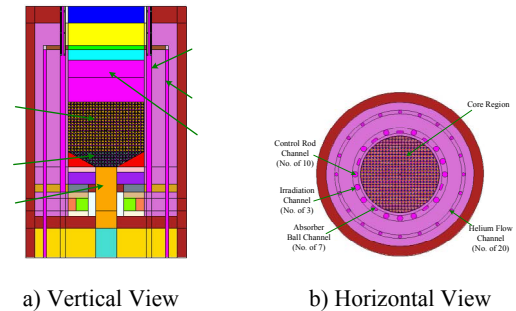 Core Region
Control Rod
Channel
(No. of 10)
Irradiation
Channel
(No. of 3)
Absorber
Ball Channel
(No. of 7)
Helium Flow
Channel
(No. of 20)
a) Vertical View
b) Horizontal View